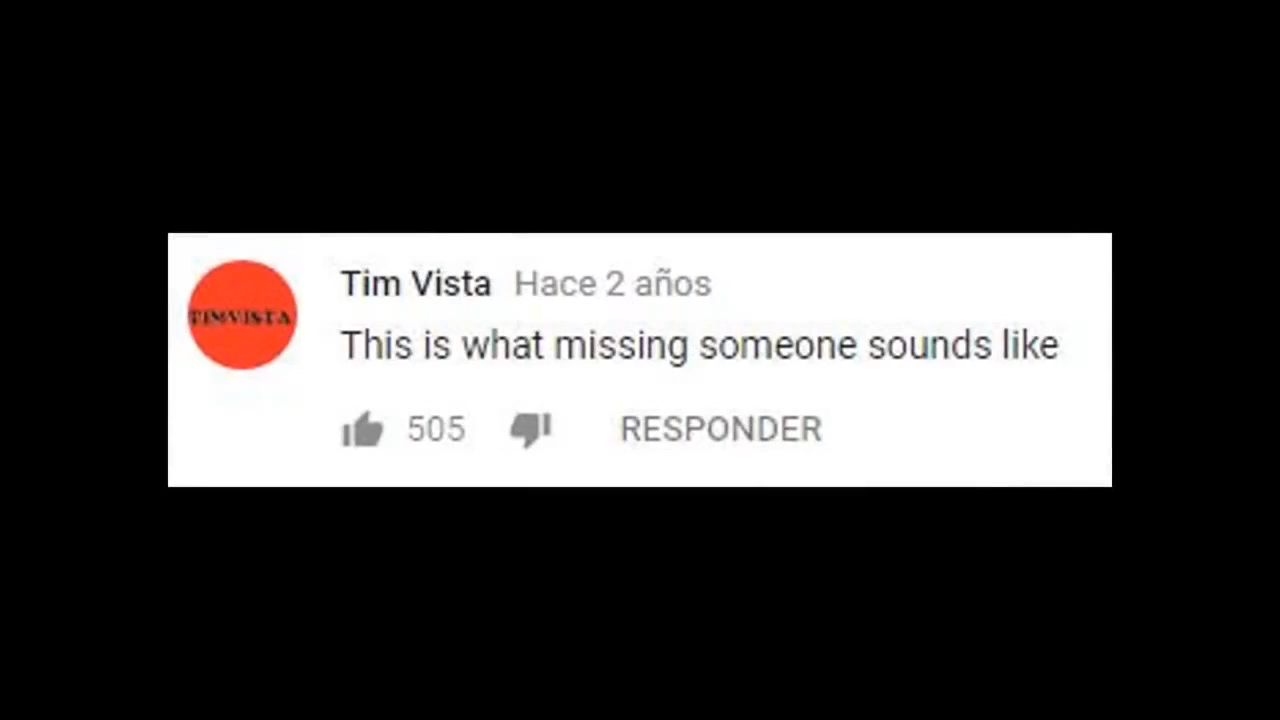 TIMVISTA
Tim Vista Hace 2 años
This is what missing someone sounds like
505 RESPONDER